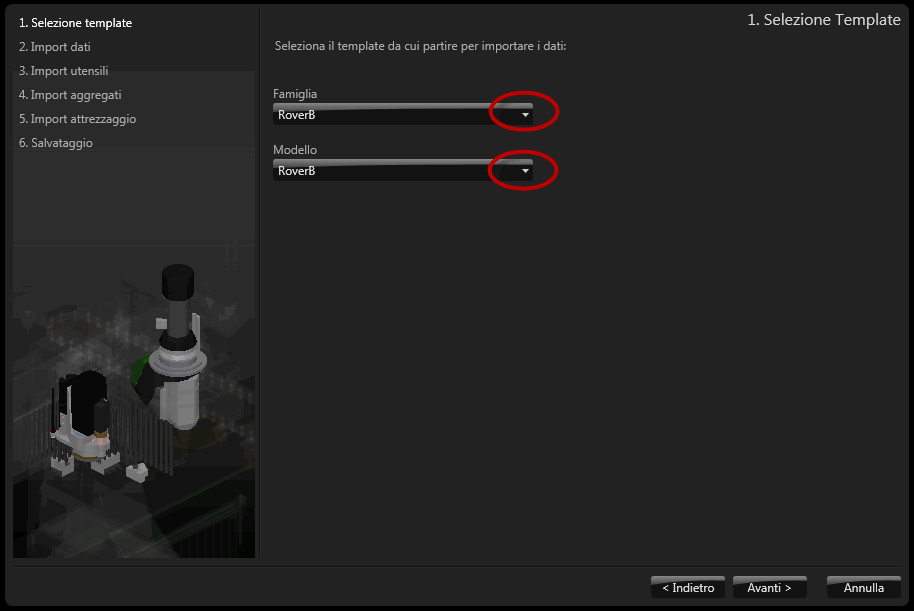 1. Selezione template
2. Import dati
3. Import utensili
4. Import aggregati
5. Import attrezzaggio
6. Salvataggio
1. Selezione Template
Seleziona il template da cui partire per importare i dati:
Famiglia
RoverB
Modello
RoverB
< Indietro
Avanti >
Annulla